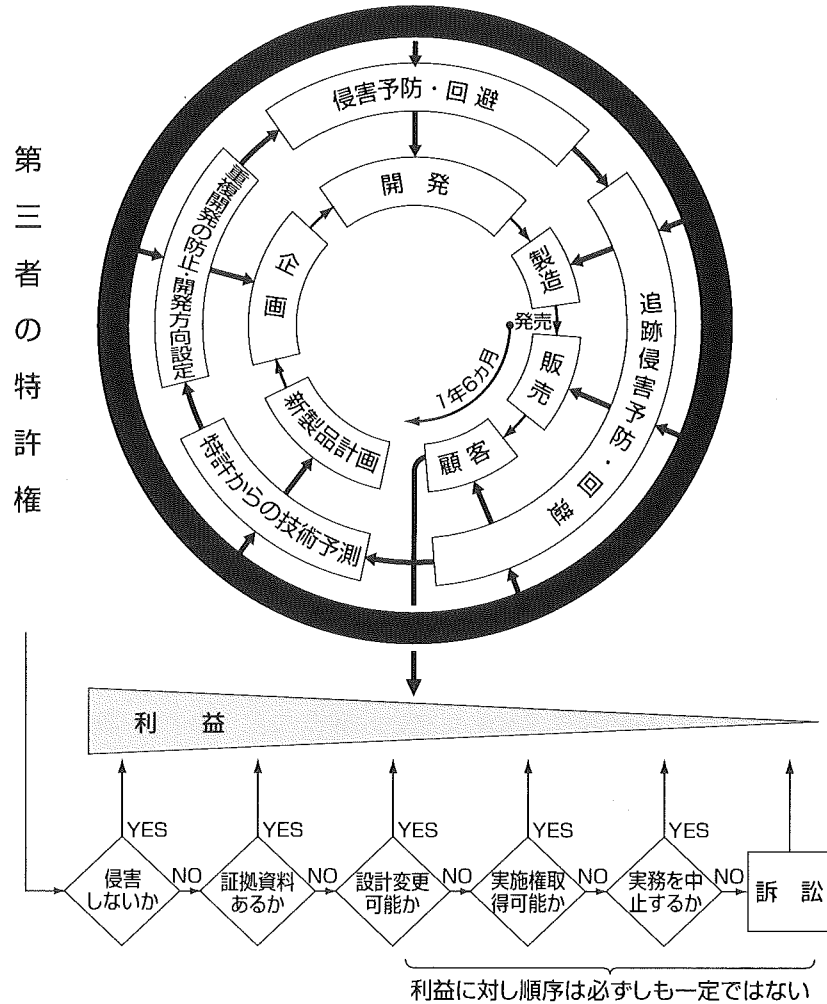 第三者の特許権
侵害予防・回避
開発
重複開発の防止・開発方向設定
企画
製造
発売
1年6ヵ月
販売
追跡侵害予防・回避
新製品計画
顧客
特許からの技術予測
利益
YES
YES
YES
YES
YES
侵害
しないか
NO
証拠資料
あるか
NO
設計変更
可能か
NO
実施権取
得可能か
NO
実務を中
止するか
NO
訴訟
利益に対し順序は必ずしも一定ではない